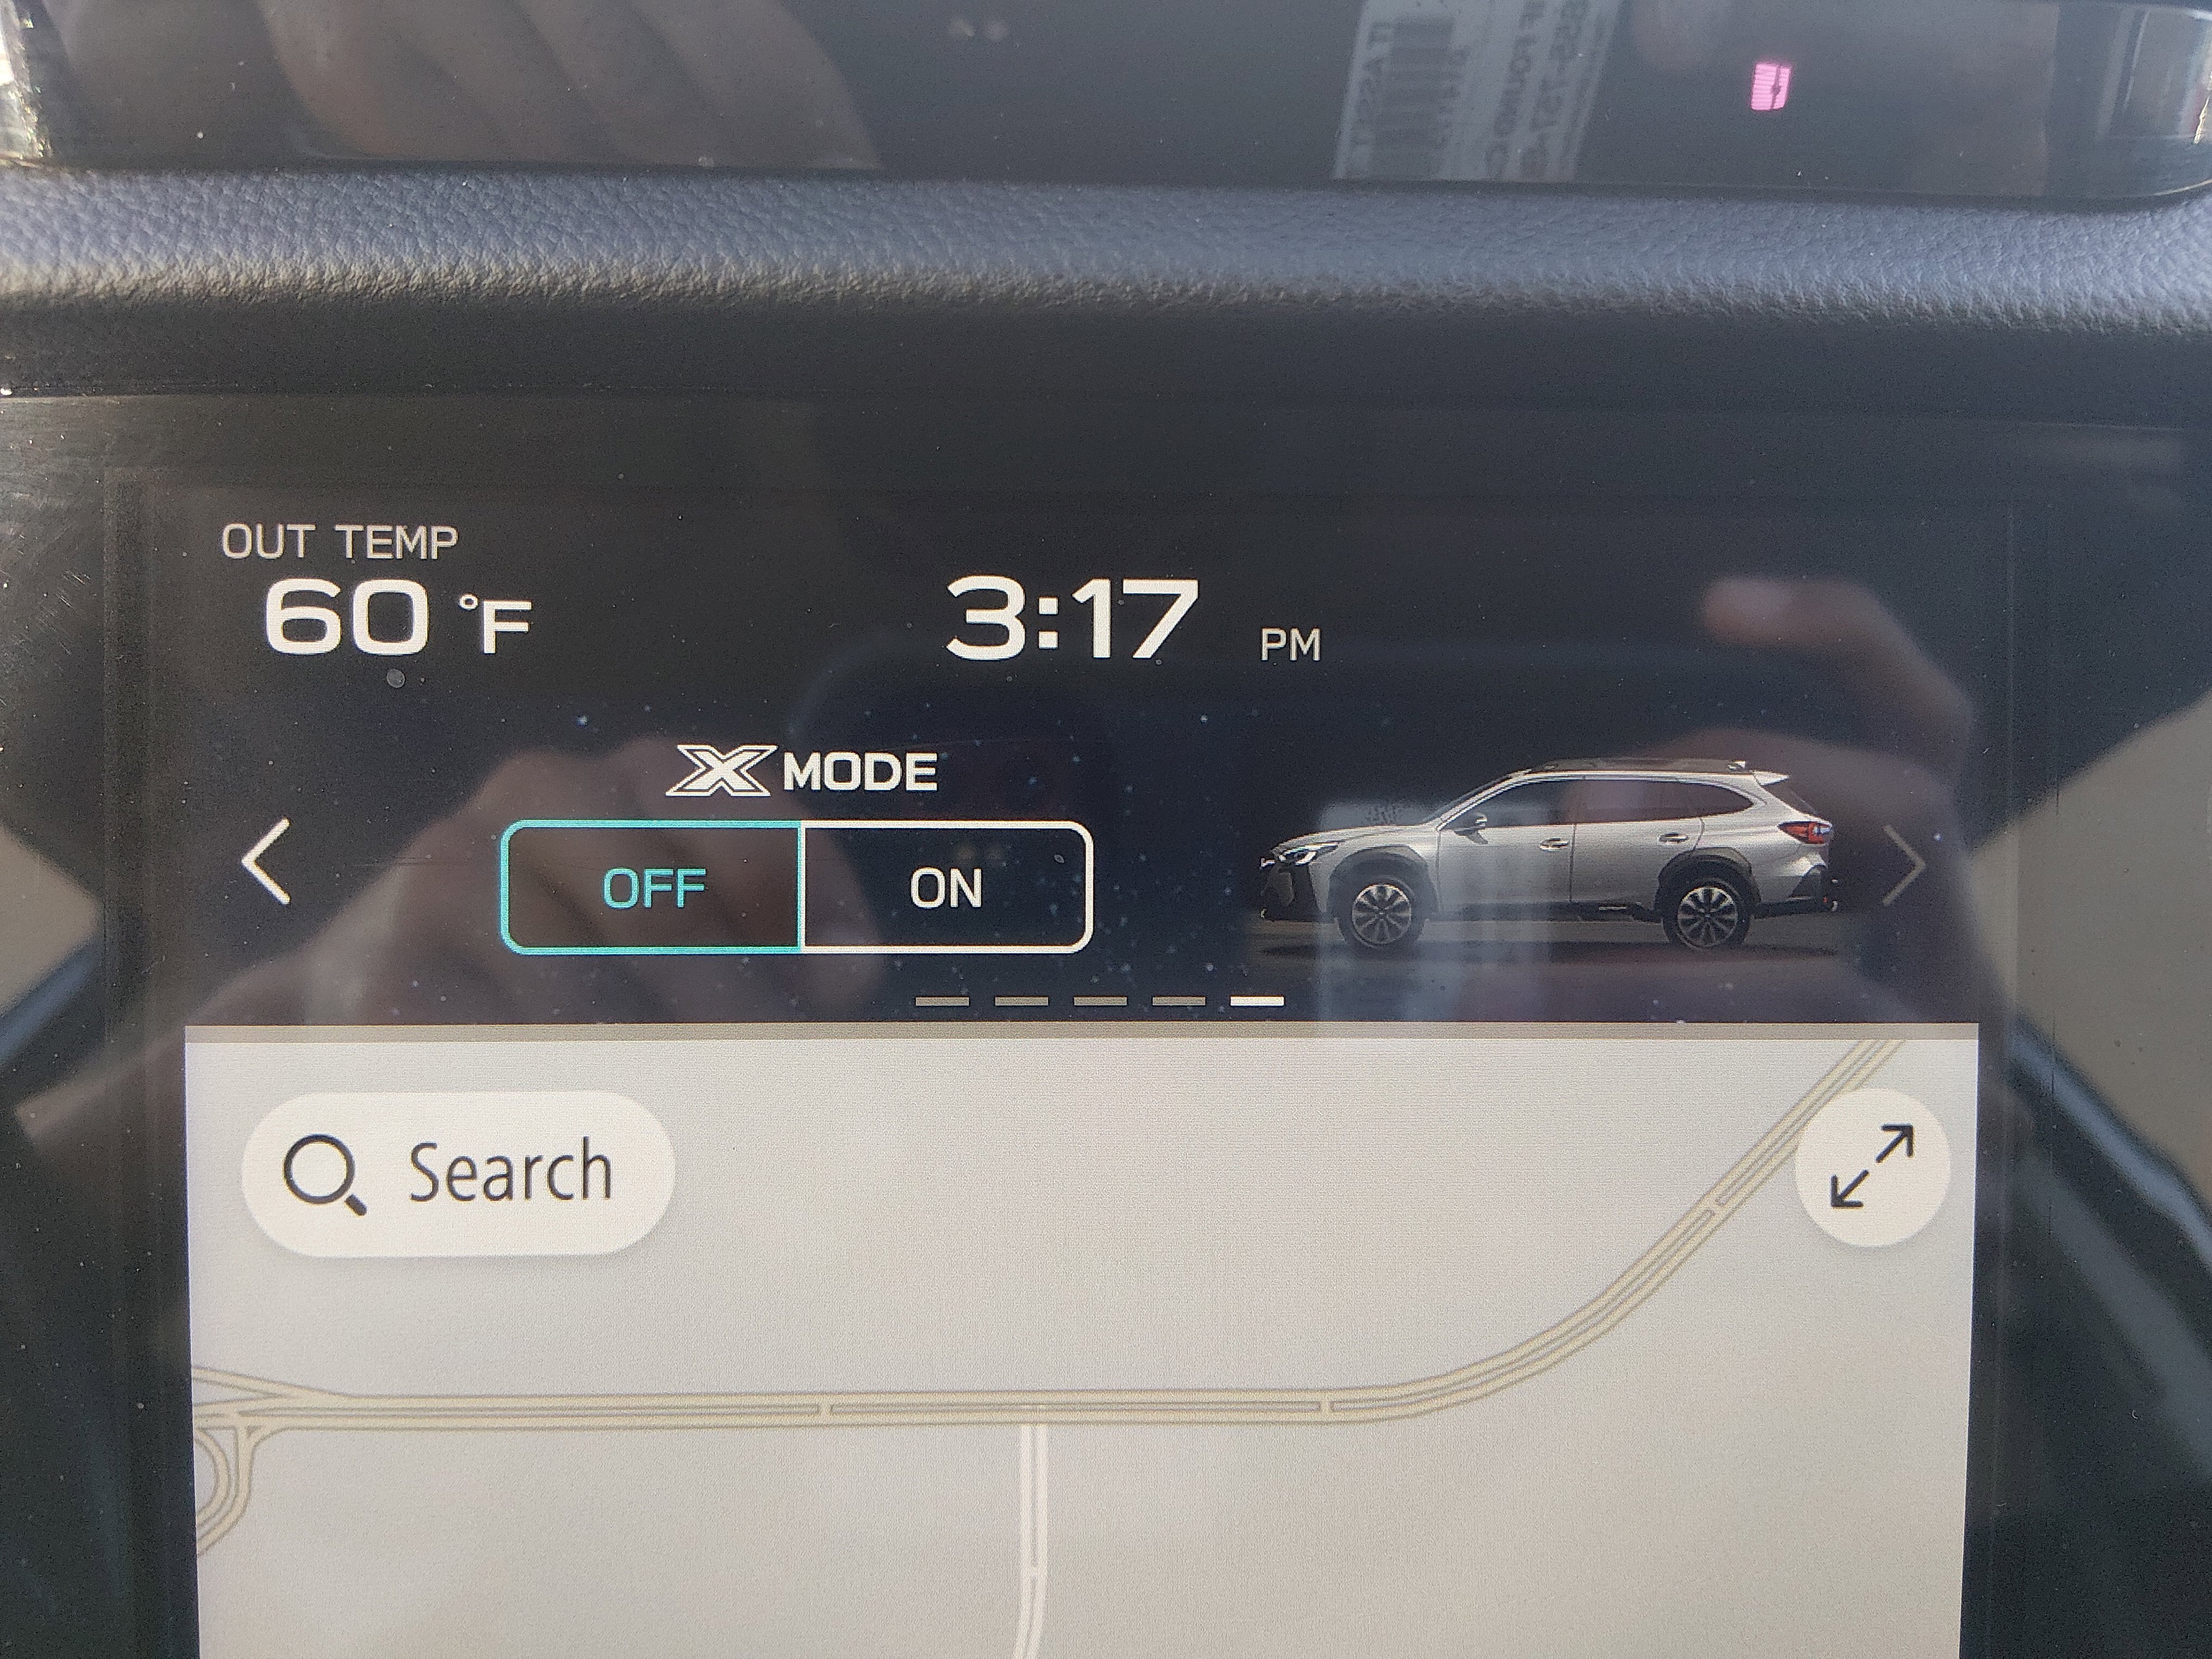 OUT TEMP
60 °F
3:17 PM
X MODE
OFF
ON
Search